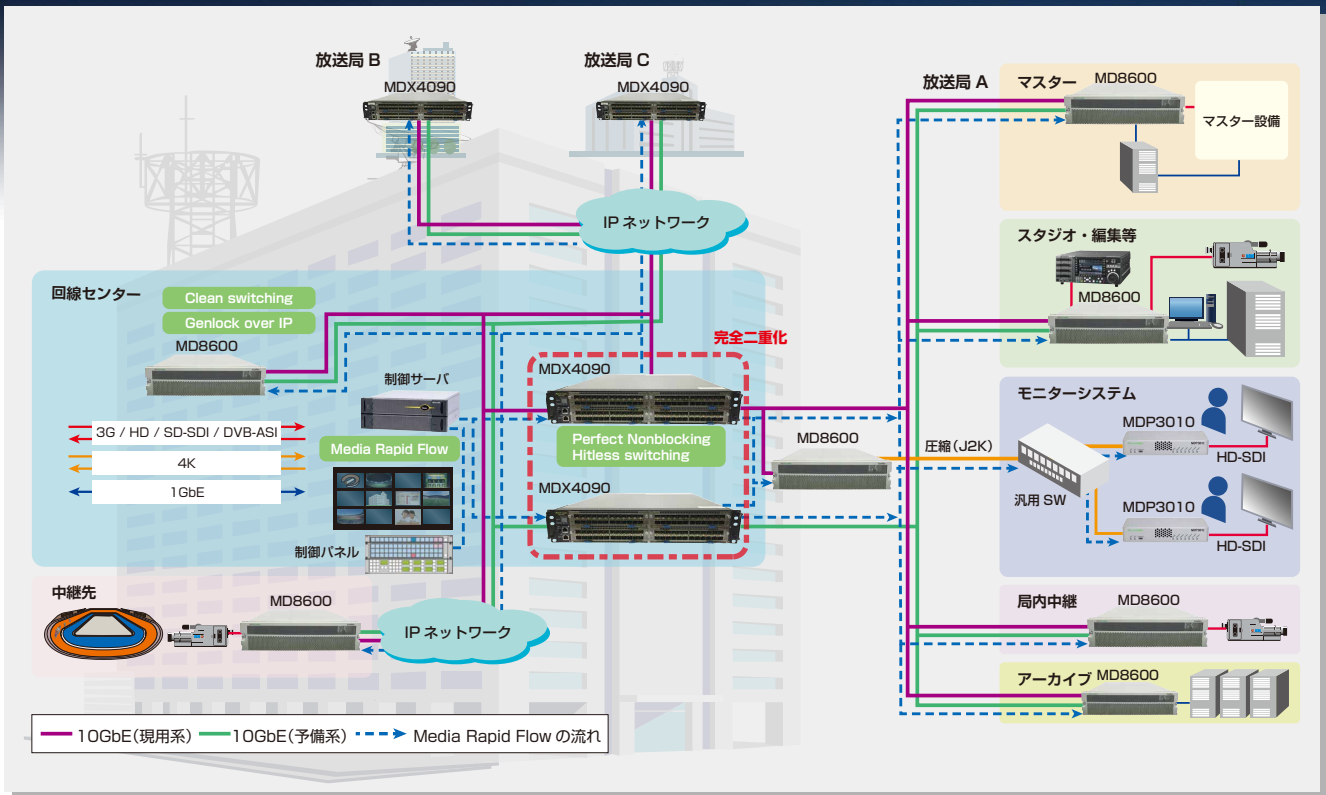 放送局 B
MDX4090
放送局 C
MDX4090
IP ネットワーク
放送局 A
マスター
MD8600
マスター設備
スタジオ・編集等
MD8600
回線センター
Clean switching
Genlock over IP
MD8600
制御サーバ
Media Rapid Flow
制御パネル
3G / HD / SD-SDI / DVB-ASI
4K
1GbE
完全二重化
MDX4090
Perfect Nonblocking
Hitless switching
MDX4090
MD8600
圧縮（J2K）
モニターシステム
汎用 SW
MDP3010
HD-SDI
MDP3010
HD-SDI
中継先
MD8600
IP ネットワーク
局内中継
MD8600
アーカイブ
MD8600
10GbE（現用系）
10GbE（予備系）
Media Rapid Flow の流れ